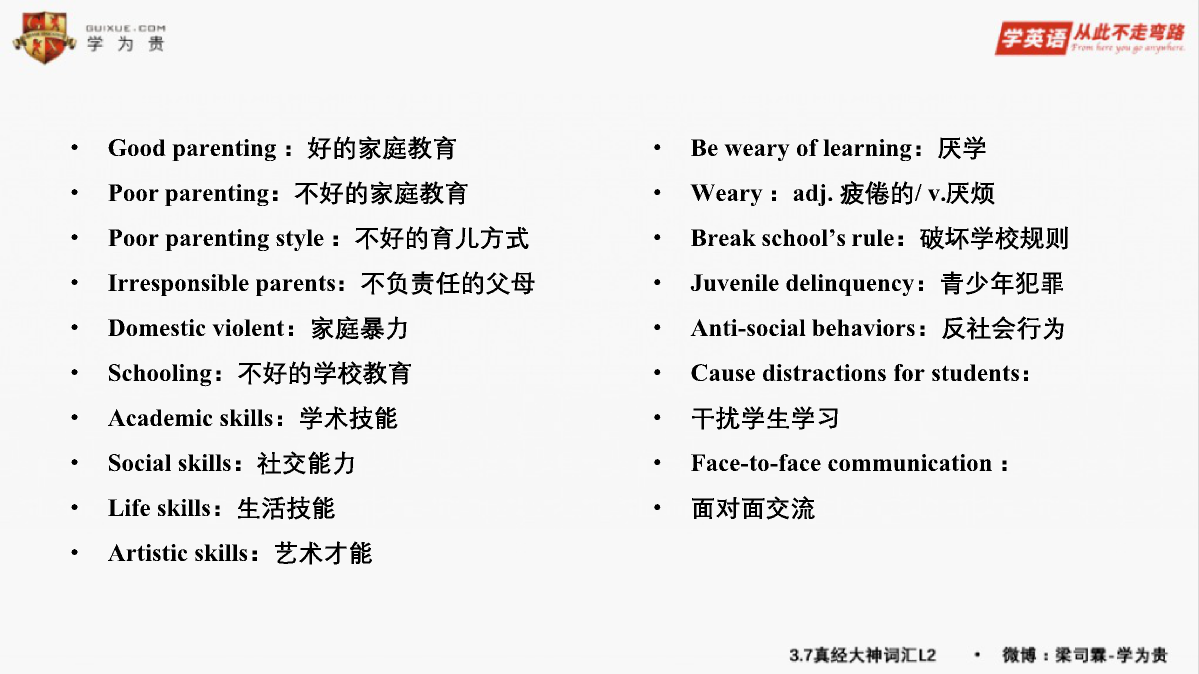 GUIXUE.COM
学为贵
学英语 从此不走弯路
From here you go anywhere.
• Good parenting ：好的家庭教育
• Poor parenting：不好的家庭教育
• Poor parenting style ：不好的育儿方式
• Irresponsible parents：不负责任的父母
• Domestic violent：家庭暴力
• Schooling：不好的学校教育
• Academic skills：学术技能
• Social skills：社交能力
• Life skills：生活技能
• Artistic skills：艺术才能
• Be weary of learning：厌学
• Weary ：adj. 疲倦的/ v.厌烦
• Break school’s rule：破坏学校规则
• Juvenile delinquency：青少年犯罪
• Anti-social behaviors：反社会行为
• Cause distractions for students：
• 干扰学生学习
• Face-to-face communication ：
• 面对面交流
3.7真经大神词汇L2 • 微博：梁司霖-学为贵